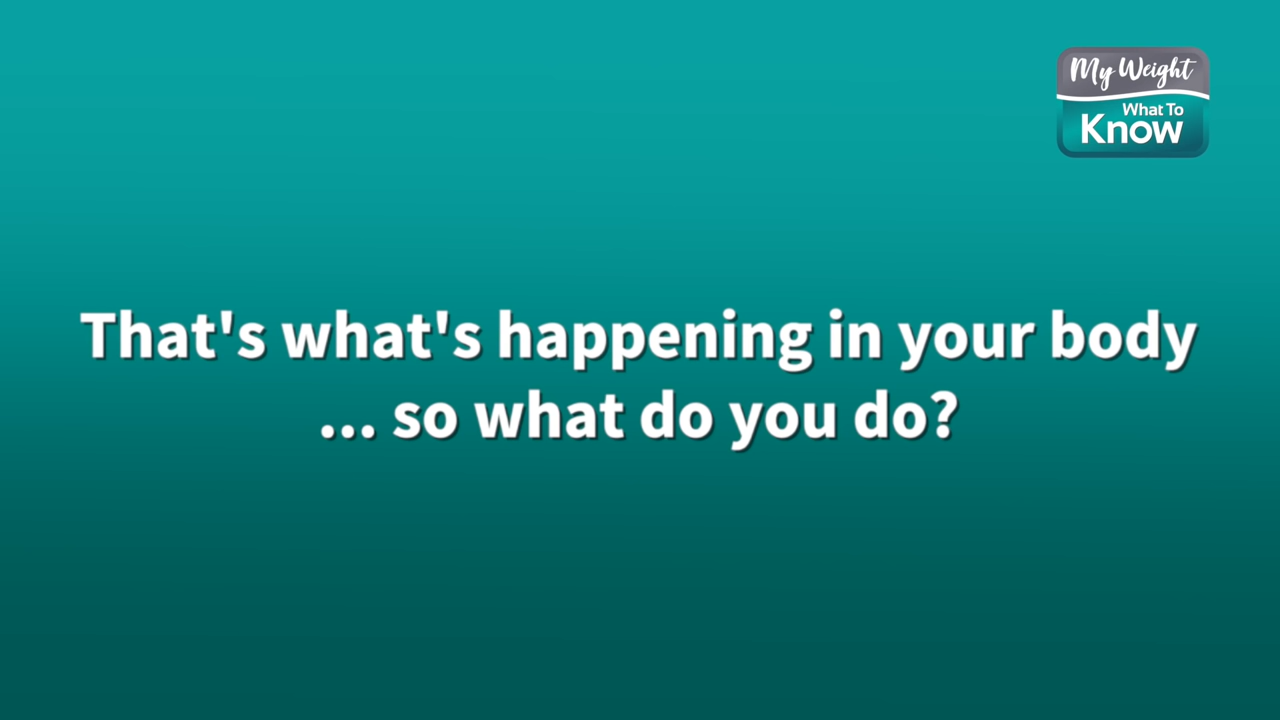 My Weight
What To
Know
That's what's happening in your body
... so what do you do?